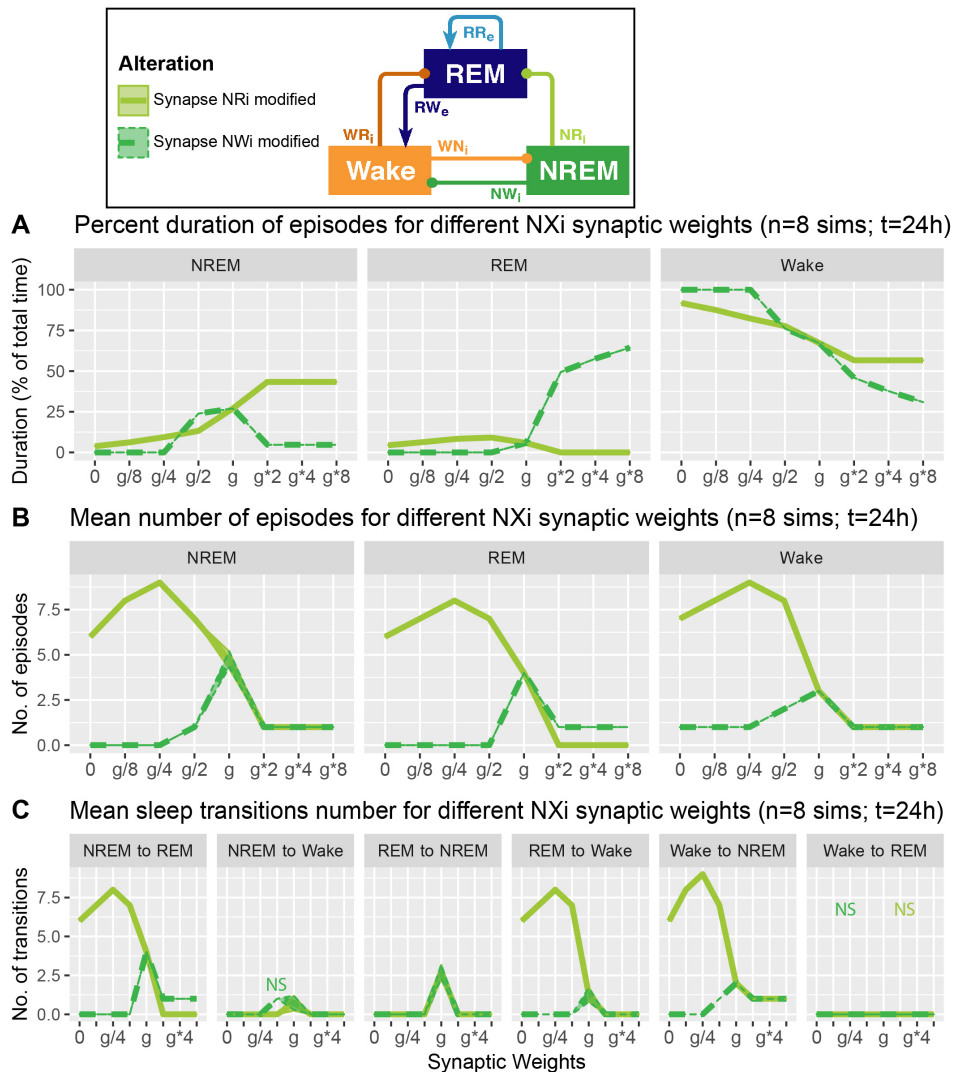 Alteration
Synapse NRi modified
Synapse NWi modified
RRe
REM
RWe
WRi
WNi
NRi
Wake
NREM
NWi
A Percent duration of episodes for different NXi synaptic weights (n=8 sims; t=24h)
NREM REM Wake
Duration (% of total time)
100
75
50
25
0
0 g/8 g/4 g/2 g g*2 g*4 g*8 0 g/8 g/4 g/2 g g*2 g*4 g*8 0 g/8 g/4 g/2 g g*2 g*4 g*8
B Mean number of episodes for different NXi synaptic weights (n=8 sims; t=24h)
NREM REM Wake
No. of episodes
7.5
5.0
2.5
0.0
0 g/8 g/4 g/2 g g*2 g*4 g*8 0 g/8 g/4 g/2 g g*2 g*4 g*8 0 g/8 g/4 g/2 g g*2 g*4 g*8
C Mean sleep transitions number for different NXi synaptic weights (n=8 sims; t=24h)
NREM to REM NREM to Wake REM to NREM REM to Wake Wake to NREM Wake to REM
No. of transitions
7.5
5.0
2.5
0.0
NS
NS NS
0 g/4 g g*4 0 g/4 g g*4 0 g/4 g g*4 0 g/4 g g*4 0 g/4 g g*4 0 g/4 g g*4
Synaptic Weights